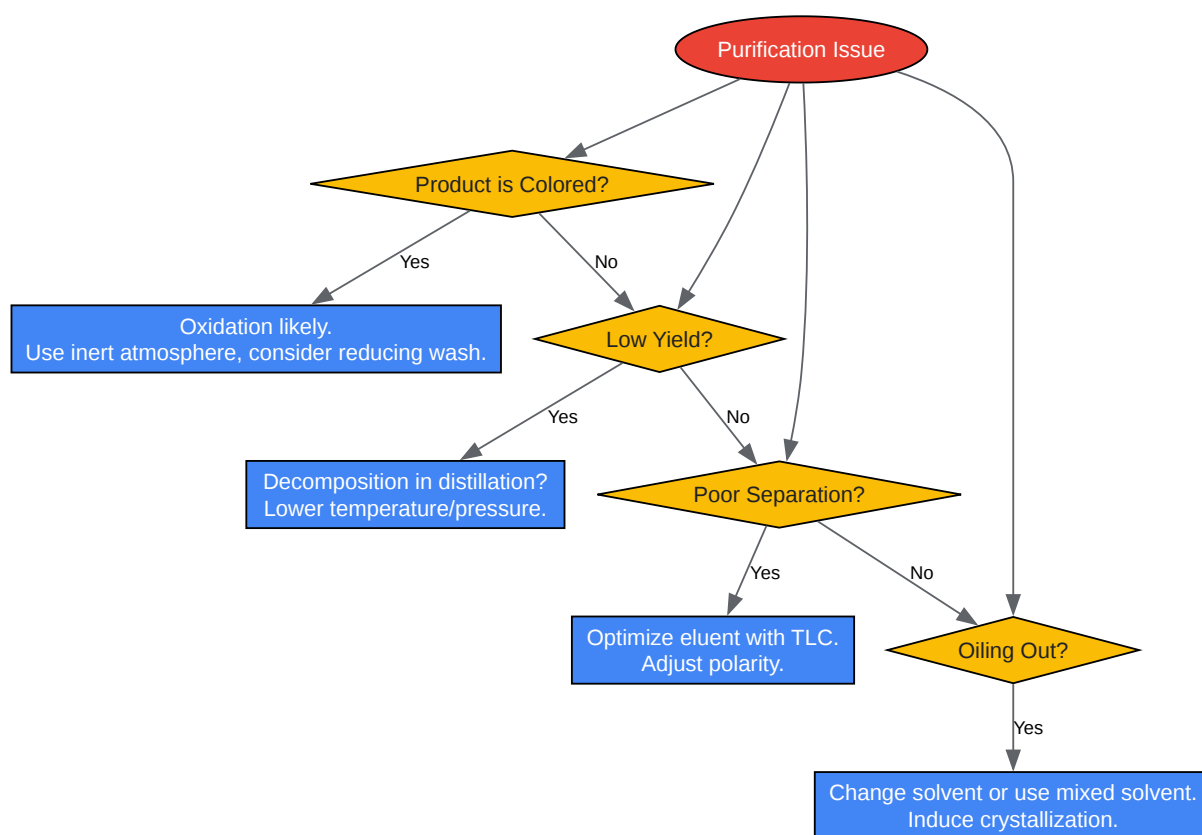 Purification Issue
Product is Colored?
Yes
No
Oxidation likely.
Use inert atmosphere, consider reducing wash.
Low Yield?
Yes
No
Decomposition in distillation?
Lower temperature/pressure.
Poor Separation?
Yes
No
Optimize eluent with TLC.
Adjust polarity.
Oiling Out?
Yes
Change solvent or use mixed solvent.
Induce crystallization.